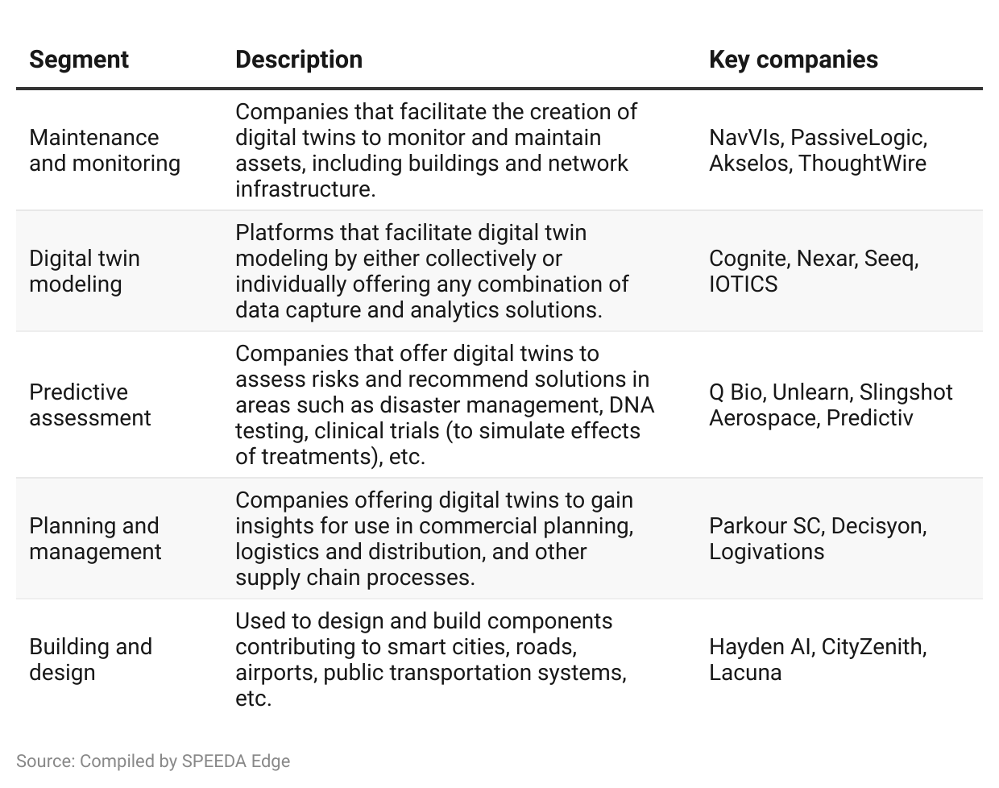 Segment
Description
Key companies
Maintenance
and monitoring
Companies that facilitate the creation of
digital twins to monitor and maintain
assets, including buildings and network
infrastructure.
NavVIs, PassiveLogic,
Akselos, ThoughtWire
Digital twin
modeling
Platforms that facilitate digital twin
modeling by either collectively or
individually offering any combination of
data capture and analytics solutions.
Cognite, Nexar, Seeq,
IOTICS
Predictive
assessment
Companies that offer digital twins to
assess risks and recommend solutions in
areas such as disaster management, DNA
testing, clinical trials (to simulate effects
of treatments), etc.
Q Bio, Unlearn, Slingshot
Aerospace, Predictiv
Planning and
management
Companies offering digital twins to gain
insights for use in commercial planning,
logistics and distribution, and other
supply chain processes.
Parkour SC, Decisyon,
Logivations
Building and
design
Used to design and build components
contributing to smart cities, roads,
airports, public transportation systems,
etc.
Hayden AI, CityZenith,
Lacuna
Source: Compiled by SPEEDA Edge